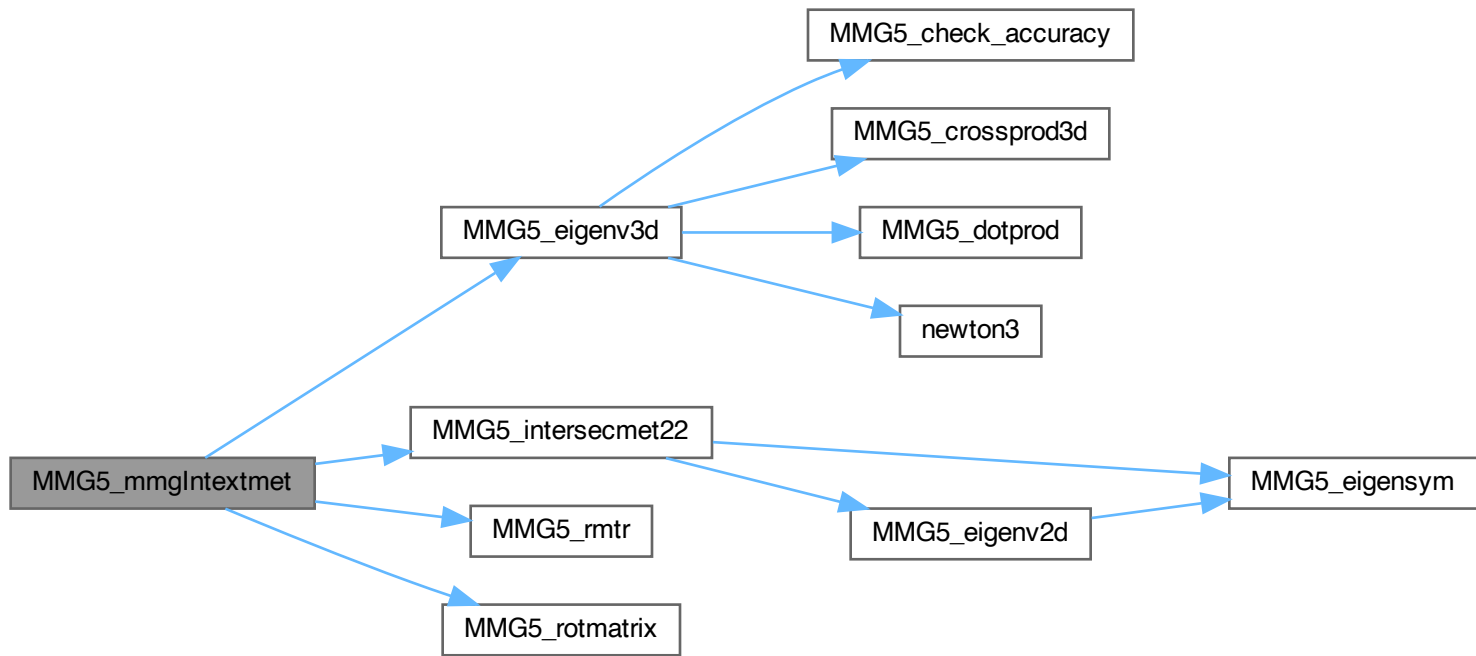 MMG5_check_accuracy
MMG5_crossprod3d
MMG5_eigenv3d
MMG5_dotprod
newton3
MMG5_intersecmet22
MMG5_mmgIntextmet
MMG5_eigensym
MMG5_rmtr
MMG5_eigenv2d
MMG5_rotmatrix